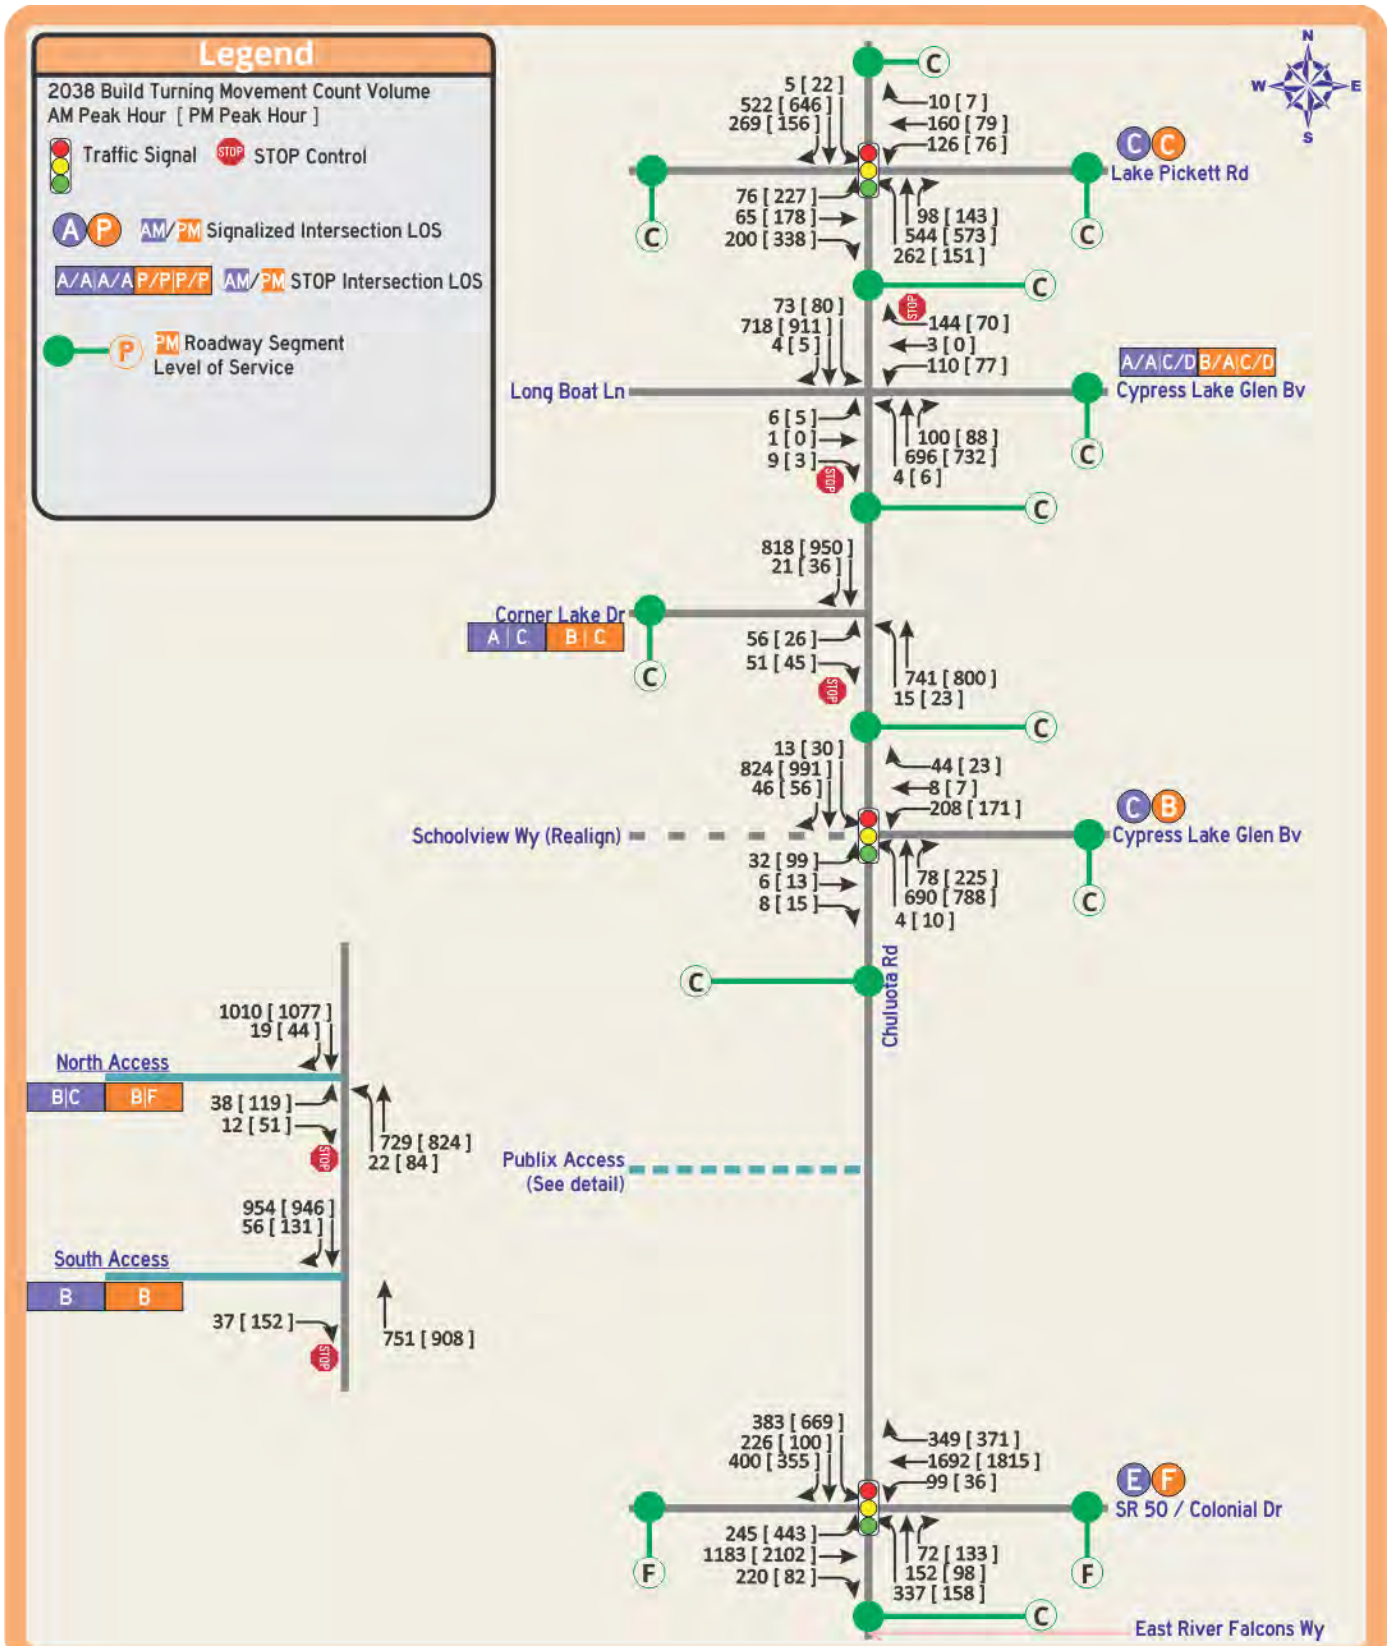 Legend
2038 Build Turning Movement Count Volume
AM Peak Hour [ PM Peak Hour ]
Traffic Signal STOP STOP Control
A P AM/PM Signalized Intersection LOS
A/A|A/A P/P|P/P AM/PM STOP Intersection LOS
P PM Roadway Segment
Level of Service
N
W E
S
C
5 [ 22 ]
522 [ 646 ]
269 [ 156 ]
10 [ 7 ]
160 [ 79 ]
126 [ 76 ]
C C
Lake Pickett Rd
76 [ 227 ]
65 [ 178 ]
200 [ 338 ]
98 [ 143 ]
544 [ 573 ]
262 [ 151 ]
C
C
C
73 [ 80 ]
718 [ 911 ]
4 [ 5 ]
STOP
144 [ 70 ]
3 [ 0 ]
110 [ 77 ]
A/A|C/D B/A|C/D
Long Boat Ln
Cypress Lake Glen Bv
6 [ 5 ]
1 [ 0 ]
9 [ 3 ]
STOP
100 [ 88 ]
696 [ 732 ]
4 [ 6 ]
C
C
818 [ 950 ]
21 [ 36 ]
Corner Lake Dr
A | C B | C
56 [ 26 ]
51 [ 45 ]
STOP
741 [ 800 ]
15 [ 23 ]
C
C
13 [ 30 ]
824 [ 991 ]
46 [ 56 ]
44 [ 23 ]
8 [ 7 ]
208 [ 171 ]
C B
Schoolview Wy (Realign)
Cypress Lake Glen Bv
32 [ 99 ]
6 [ 13 ]
8 [ 15 ]
78 [ 225 ]
690 [ 788 ]
4 [ 10 ]
C
C
Chuluota Rd
1010 [ 1077 ]
19 [ 44 ]
North Access
B|C B|F
38 [ 119 ]
12 [ 51 ]
STOP
729 [ 824 ]
22 [ 84 ]
Publix Access
(See detail)
954 [ 946 ]
56 [ 131 ]
South Access
B B
37 [ 152 ]
STOP
751 [ 908 ]
383 [ 669 ]
226 [ 100 ]
400 [ 355 ]
349 [ 371 ]
1692 [ 1815 ]
99 [ 36 ]
E F
SR 50 / Colonial Dr
245 [ 443 ]
1183 [ 2102 ]
220 [ 82 ]
72 [ 133 ]
152 [ 98 ]
337 [ 158 ]
F
F
C
East River Falcons Wy